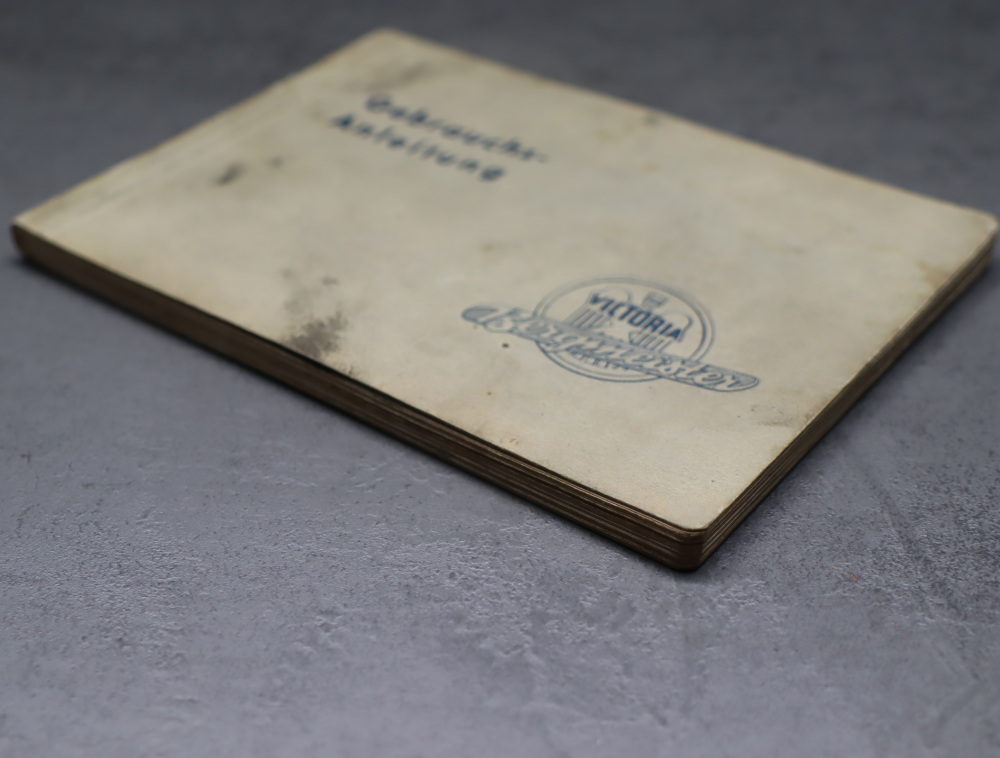 Gebrauchs-
Anleitung
VICTORIA
Bergmeister